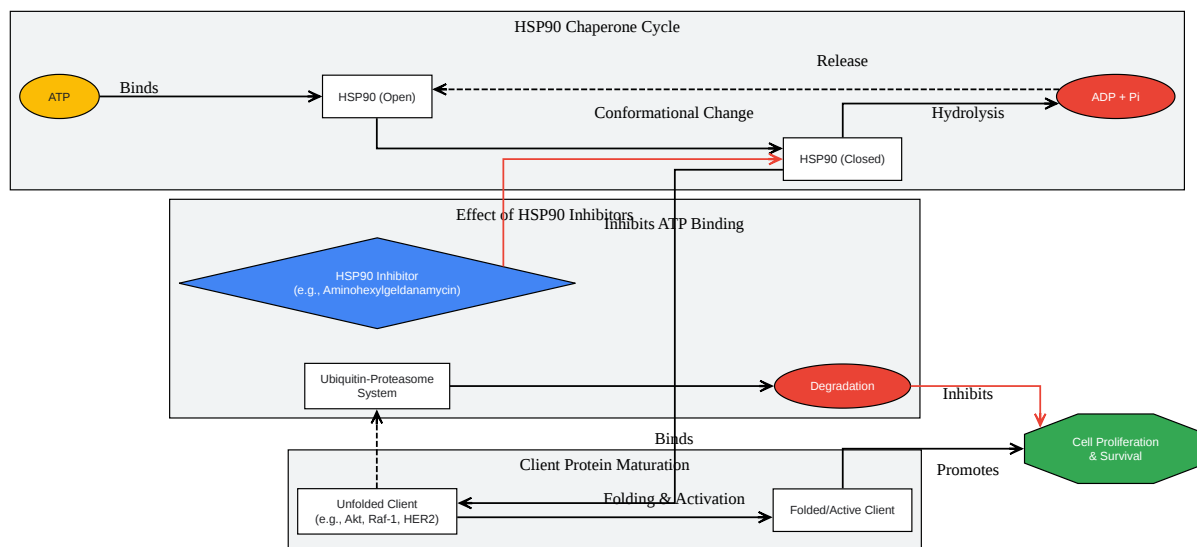 HSP90 Chaperone Cycle
Release
Binds
ATP
HSP90 (Open)
ADP + Pi
Conformational Change
Hydrolysis
HSP90 (Closed)
Effect of HSP90 Inhibitors
Inhibits ATP Binding
HSP90 Inhibitor
(e.g., Aminohexylgeldanamycin)
Ubiquitin-Proteasome
System
Degradation
Inhibits
Binds
Cell Proliferation
& Survival
Client Protein Maturation
Promotes
Folding & Activation
Unfolded Client
(e.g., Akt, Raf-1, HER2)
Folded/Active Client